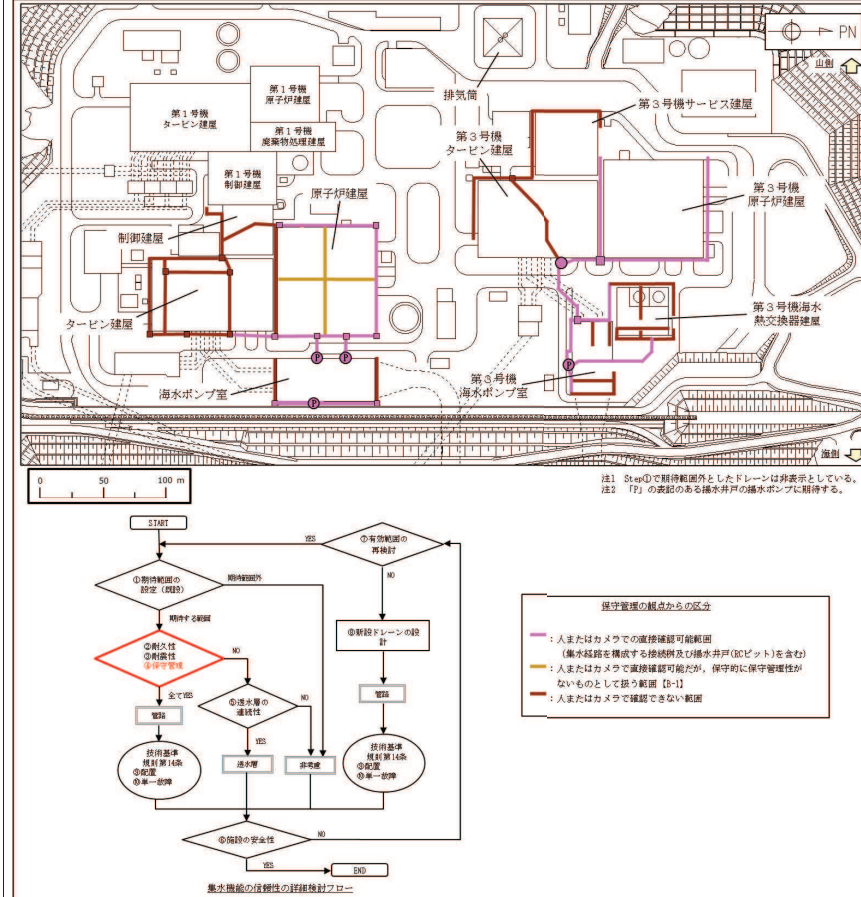 PN
山側
第1号機
原子炉建屋
第1号機
タービン建屋
第1号機
廃棄物処理建屋
第1号機
制御建屋
排気筒
第3号機サービス建屋
第3号機
タービン建屋
原子炉建屋
第3号機
原子炉建屋
制御建屋
タービン建屋
第3号機海水
熱交換器建屋
海水ポンプ室
第3号機
海水ポンプ室
P
P
P
P
海側
0 50 100 m
注1 Step①で期待範囲外としたドレーンは非表示としている。
注2 「P」の表記のある揚水井戸の揚水ポンプに期待する。
START
YES
⑦有効範囲の
再検討
①期待範囲の
設定(既設)
期待範囲外
NO
期待する範囲
⑧新設ドレーンの設
計
②耐久性
③耐震性
④保守管理
NO
全てYES
⑤透水層の
連続性
NO
管路
管路
YES
透水層
非考慮
技術基準
規則第14条
⑨配置
⑩単一故障
技術基準
規則第14条
⑨配置
⑩単一故障
⑥施設の安全性
NO
YES
END
集水機能の信頼性の詳細検討フロー
保守管理の観点からの区分
:人またはカメラでの直接確認可能範囲
(集水経路を構成する接続桝及び揚水井戸(RCピット)を含む)
:人またはカメラで直接確認可能だが、保守的に保守管理性が
ないものとして扱う範囲【B-1】
:人またはカメラで確認できない範囲